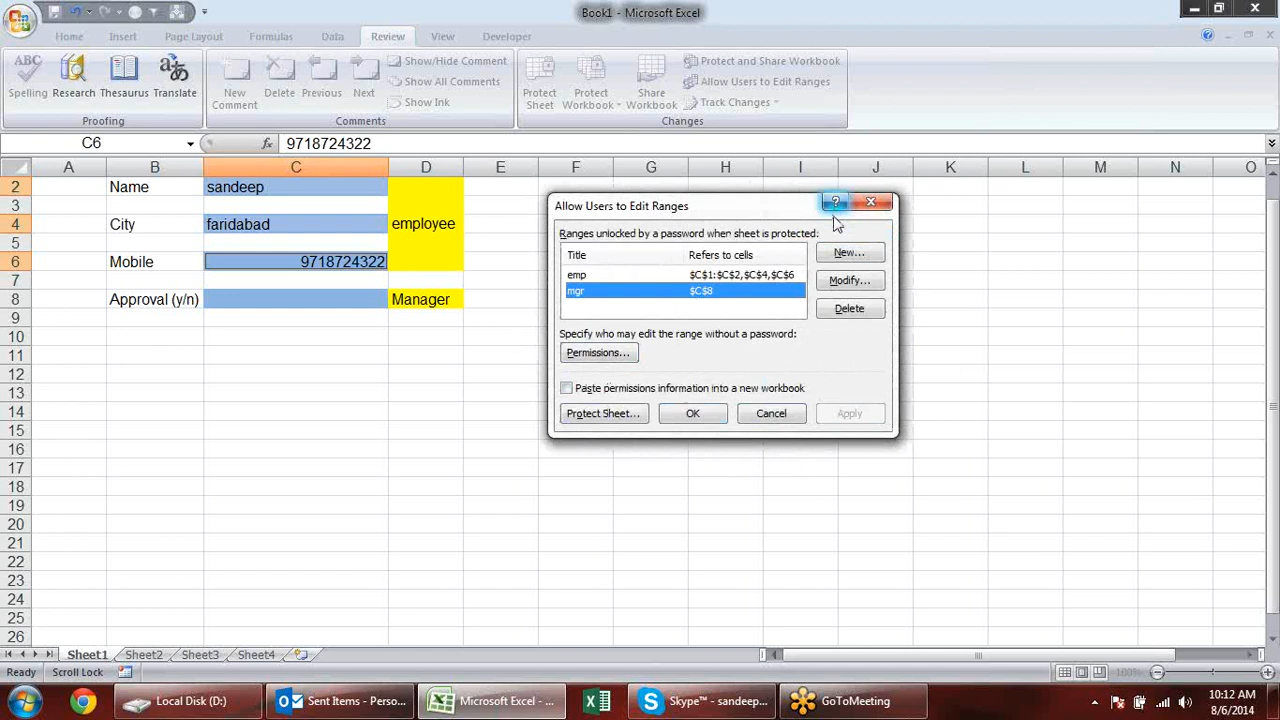 Book1 - Microsoft Excel
Home Insert Page Layout Formulas Data Review View Developer
ABC
Spelling Research Thesaurus Translate
Proofing
New Comment Delete Previous Next
Show/Hide Comment
Show All Comments
Show Ink
Comments
Protect Sheet Protect Workbook Share Workbook
Protect and Share Workbook
Allow Users to Edit Ranges
Track Changes
Changes
C6 fx 9718724322
A B C D E F G H I J K L M N O
2 Name sandeep
3
4 City faridabad employee
5
6 Mobile 9718724322
7
8 Approval (y/n) Manager
9
10
11
12
13
14
15
16
17
18
19
20
21
22
23
24
25
26
Allow Users to Edit Ranges ?
Ranges unlocked by a password when sheet is protected:
Title Refers to cells
emp $C$1:$C$2,$C$4,$C$6
mgr $C$8
New...
Modify...
Delete
Specify who may edit the range without a password:
Permissions...
Paste permissions information into a new workbook
Protect Sheet... OK Cancel Apply
Sheet1 Sheet2 Sheet3 Sheet4
Ready Scroll Lock 100%
Local Disk (D:) Sent Items - Perso... Microsoft Excel - ... Skype™ - sandeep... GoToMeeting
10:12 AM
8/6/2014